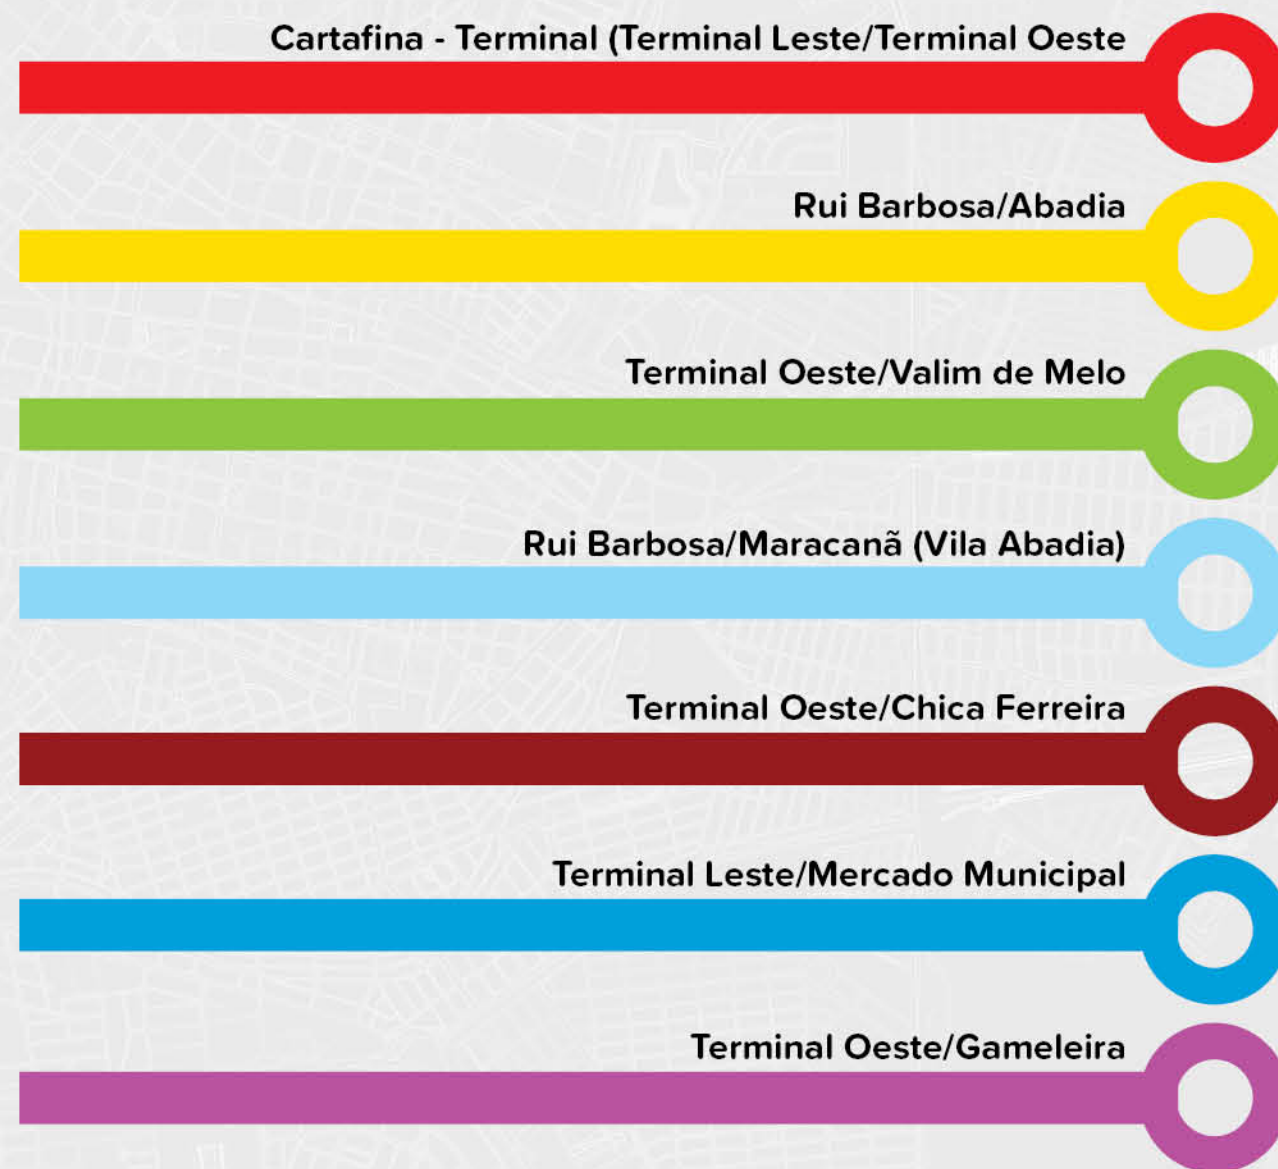 Cartafina - Terminal (Terminal Leste/Terminal Oeste
Rui Barbosa/Abadia
Terminal Oeste/Valim de Melo
Rui Barbosa/Maracanã (Vila Abadia)
Terminal Oeste/Chica Ferreira
Terminal Leste/Mercado Municipal
Terminal Oeste/Gameleira